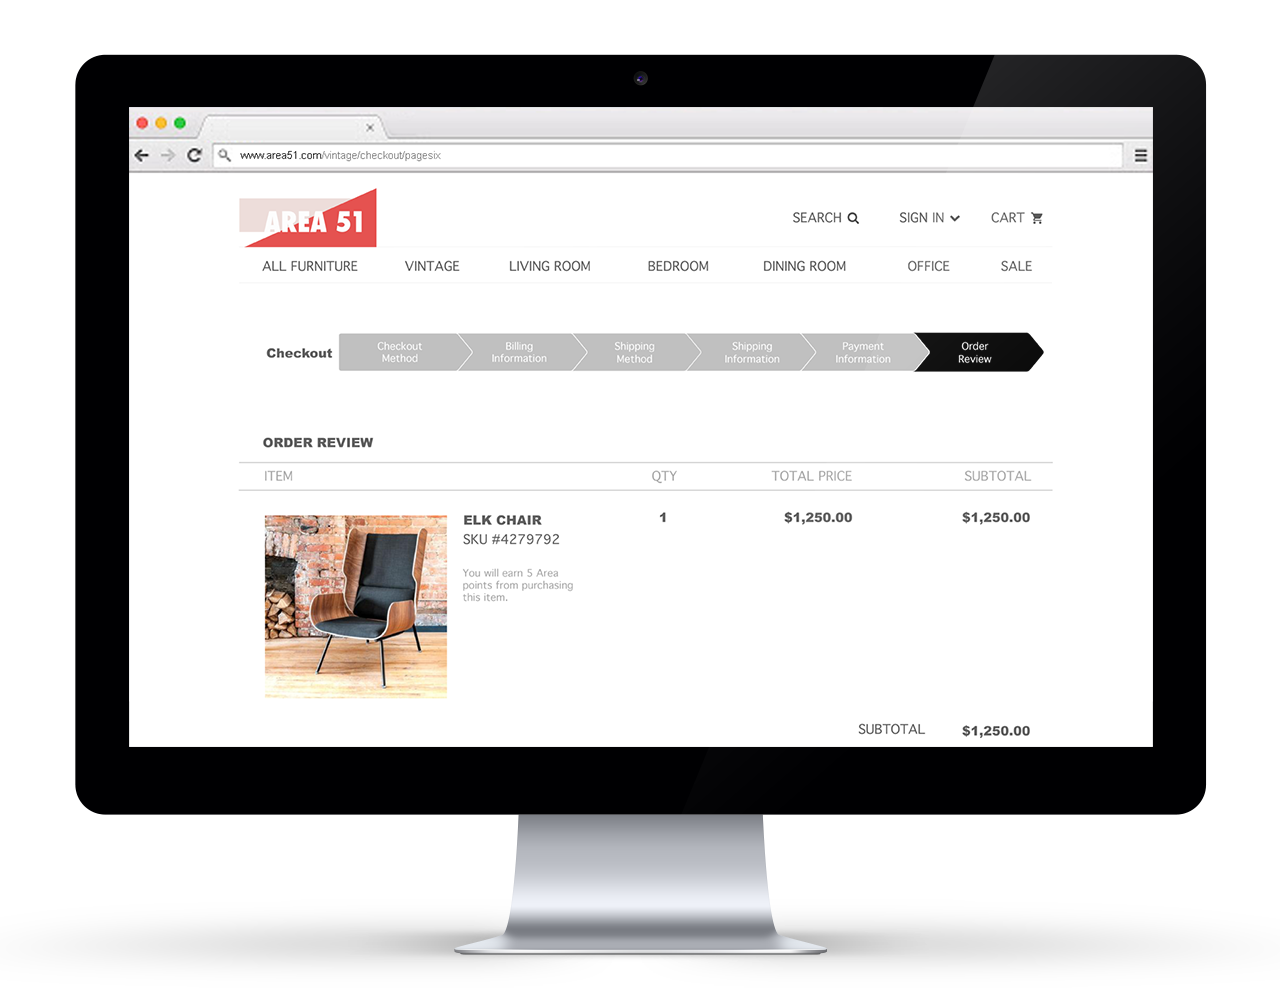 www.area51.com/vintage/checkout/pagesix
AREA 51
SEARCH
SIGN IN
CART
ALL FURNITURE
VINTAGE
LIVING ROOM
BEDROOM
DINING ROOM
OFFICE
SALE
Checkout
Checkout
Method
Billing
Information
Shipping
Method
Shipping
Information
Payment
Information
Order
Review
ORDER REVIEW
ITEM
QTY
TOTAL PRICE
SUBTOTAL
ELK CHAIR
SKU #4279792
You will earn 5 Area
points from purchasing
this item.
1
$1,250.00
$1,250.00
SUBTOTAL
$1,250.00